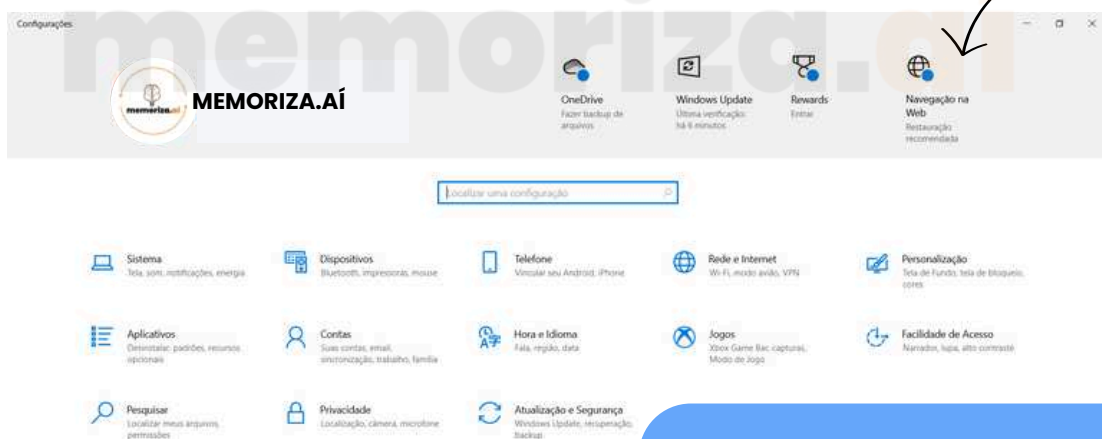 memoriza.ai
Configurações
memoriza.aí
MEMORIZA.AÍ
OneDrive
Fazer backup de
arquivos
Windows Update
Última verificação:
há 6 minutos
Rewards
Entrar
Navegação na
Web
Restauração
recomendada
Localizar uma configuração
Sistema
Tela, som, notificações, energia
Dispositivos
Bluetooth, impressoras, mouse
Telefone
Vincular seu Android, iPhone
Rede e Internet
Wi-Fi, modo avião, VPN
Personalização
Tela de Fundo, tela de bloqueio,
cores
Aplicativos
Desinstalar, padrões, recursos
opcionais
Contas
Suas contas, email,
sincronização, trabalho, família
Hora e Idioma
Fala, região, data
Jogos
Xbox Game Bar, capturas,
Modo de Jogo
Facilidade de Acesso
Narrador, lupa, alto contraste
Pesquisar
Localizar meus arquivos,
permissões
Privacidade
Localização, câmera, microfone
Atualização e Segurança
Windows Update, recuperação,
backup